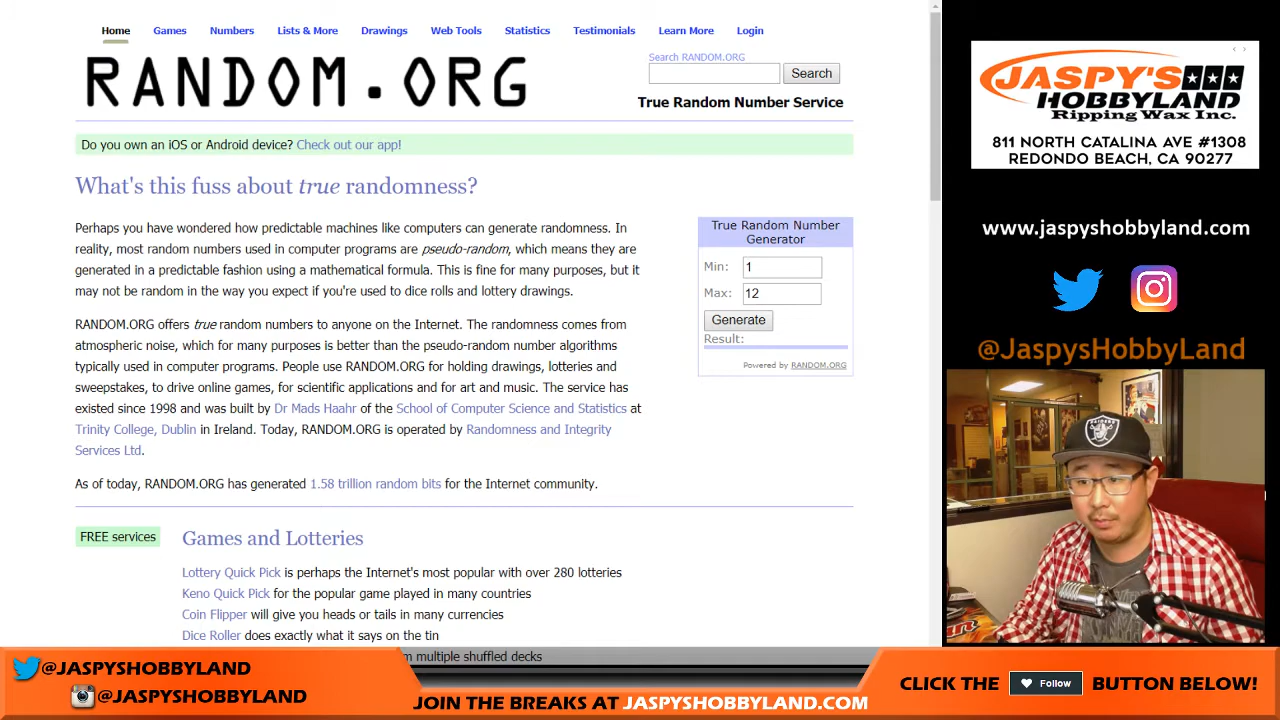 Home Games Numbers Lists & More Drawings Web Tools Statistics Testimonials Learn More Login
RANDOM.ORG
Search RANDOM.ORG
Search
True Random Number Service
Do you own an iOS or Android device? Check out our app!
What's this fuss about true randomness?
Perhaps you have wondered how predictable machines like computers can generate randomness. In
reality, most random numbers used in computer programs are pseudo-random, which means they are
generated in a predictable fashion using a mathematical formula. This is fine for many purposes, but it
may not be random in the way you expect if you're used to dice rolls and lottery drawings.
RANDOM.ORG offers true random numbers to anyone on the Internet. The randomness comes from
atmospheric noise, which for many purposes is better than the pseudo-random number algorithms
typically used in computer programs. People use RANDOM.ORG for holding drawings, lotteries and
sweepstakes, to drive online games, for scientific applications and for art and music. The service has
existed since 1998 and was built by Dr Mads Haahr of the School of Computer Science and Statistics at
Trinity College, Dublin in Ireland. Today, RANDOM.ORG is operated by Randomness and Integrity
Services Ltd.
As of today, RANDOM.ORG has generated 1.58 trillion random bits for the Internet community.
True Random Number
Generator
Min: 1
Max: 12
Generate
Result:
Powered by RANDOM.ORG
FREE services
Games and Lotteries
Lottery Quick Pick is perhaps the Internet's most popular with over 280 lotteries
Keno Quick Pick for the popular game played in many countries
Coin Flipper will give you heads or tails in many currencies
Dice Roller does exactly what it says on the tin
multiple shuffled decks
JASPY'S
HOBBYLAND
Ripping Wax Inc.
811 NORTH CATALINA AVE #1308
REDONDO BEACH, CA 90277
www.jaspyshobbyland.com
@JaspysHobbyLand
RAIDERS
@JASPYSHOBBYLAND
@JASPYSHOBBYLAND
JOIN THE BREAKS AT JASPYSHOBBYLAND.COM
CLICK THE Follow BUTTON BELOW!